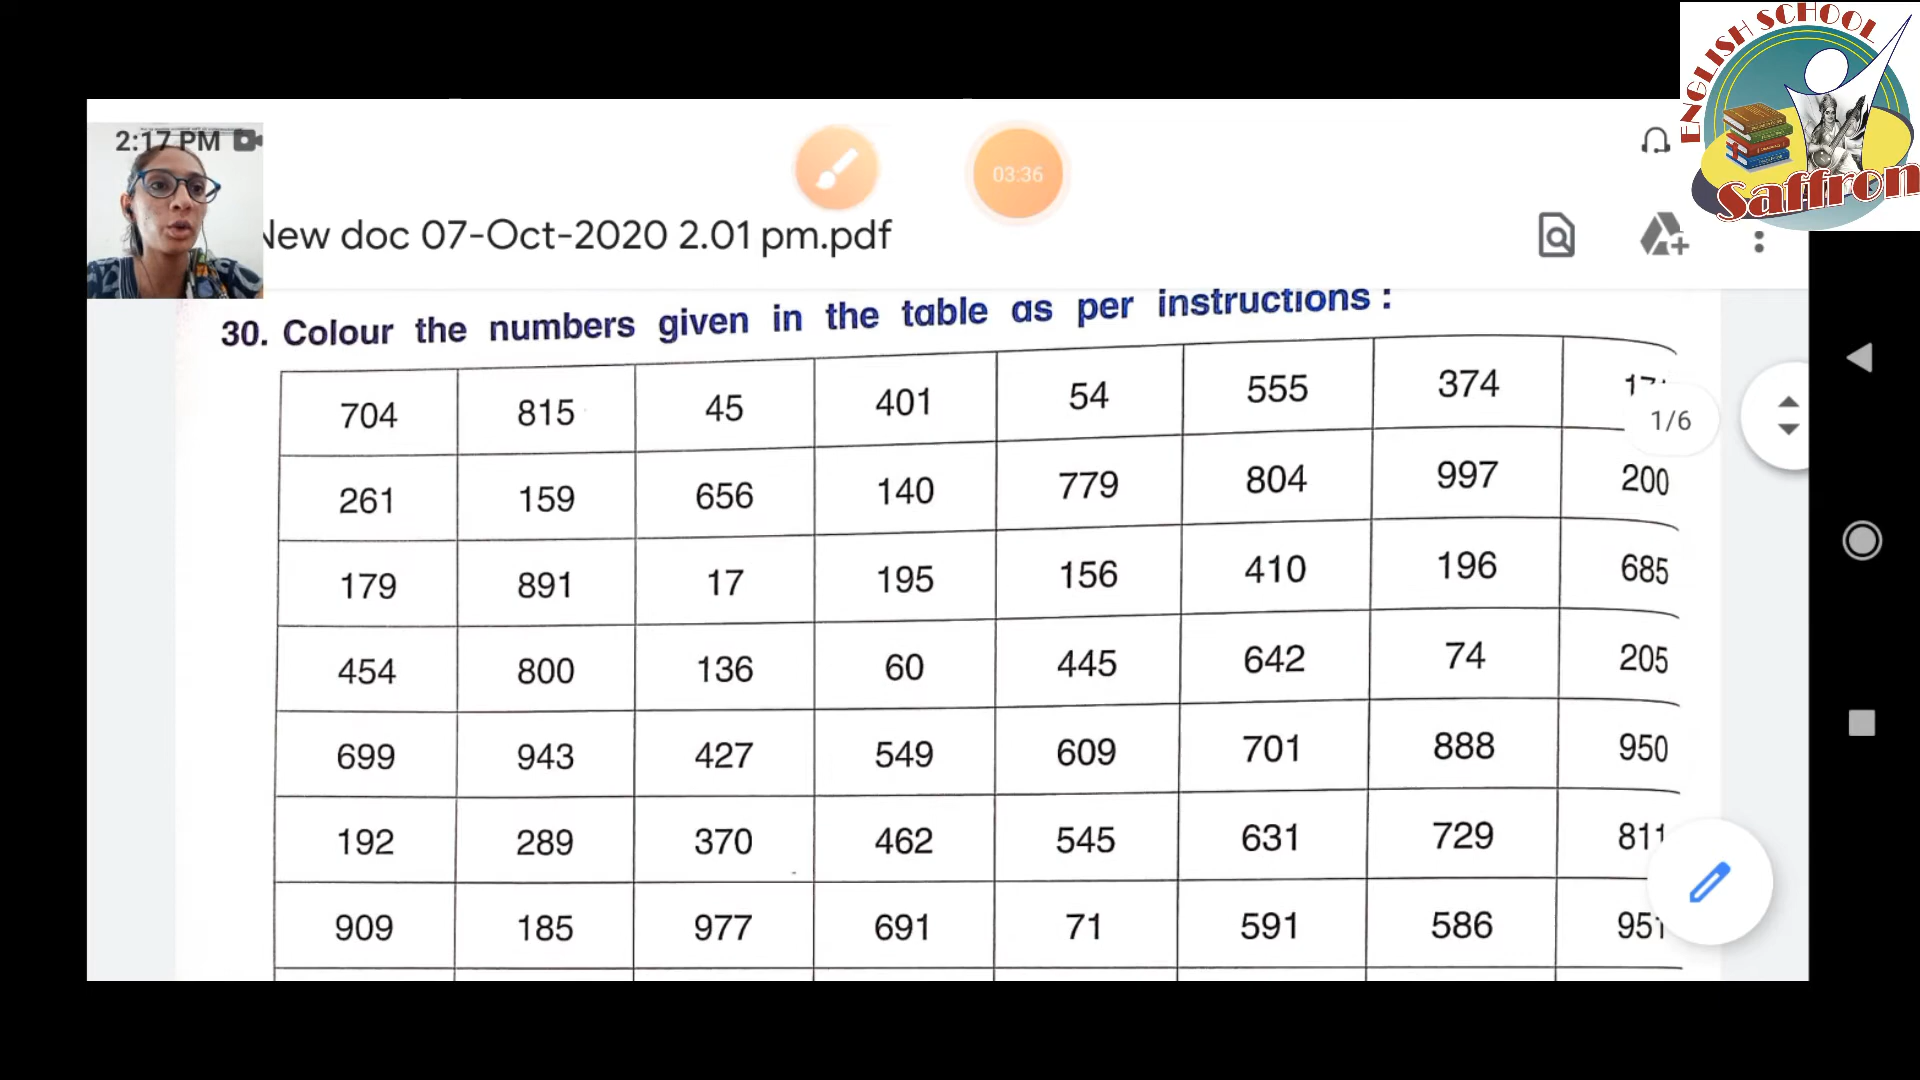 ENGLISH SCHOOL
Saffron
2:17 PM
03:36
New doc 07-Oct-2020 2.01 pm.pdf
30. Colour the numbers given in the table as per instructions :
704 815 45 401 54 555 374
1/6
261 159 656 140 779 804 997 200
179 891 17 195 156 410 196 685
454 800 136 60 445 642 74 205
699 943 427 549 609 701 888 950
192 289 370 462 545 631 729 811
909 185 977 691 71 591 586 951